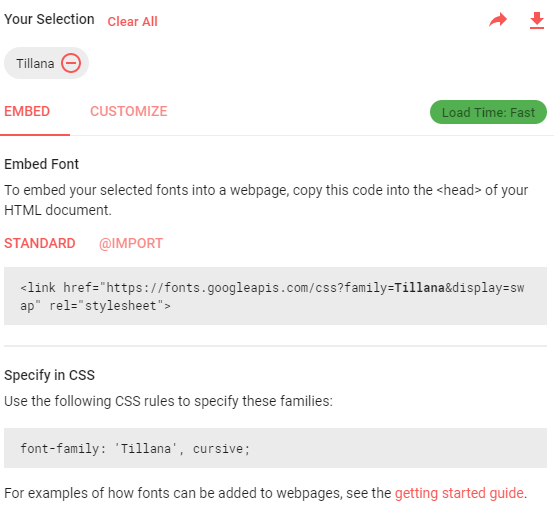 Your Selection Clear All
Tillana
EMBED CUSTOMIZE Load Time: Fast
Embed Font
To embed your selected fonts into a webpage, copy this code into the <head> of your
HTML document.
STANDARD @IMPORT
<link href="https://fonts.googleapis.com/css?family=Tillana&display=sw
ap" rel="stylesheet">
Specify in CSS
Use the following CSS rules to specify these families:
font-family: 'Tillana', cursive;
For examples of how fonts can be added to webpages, see the getting started guide.